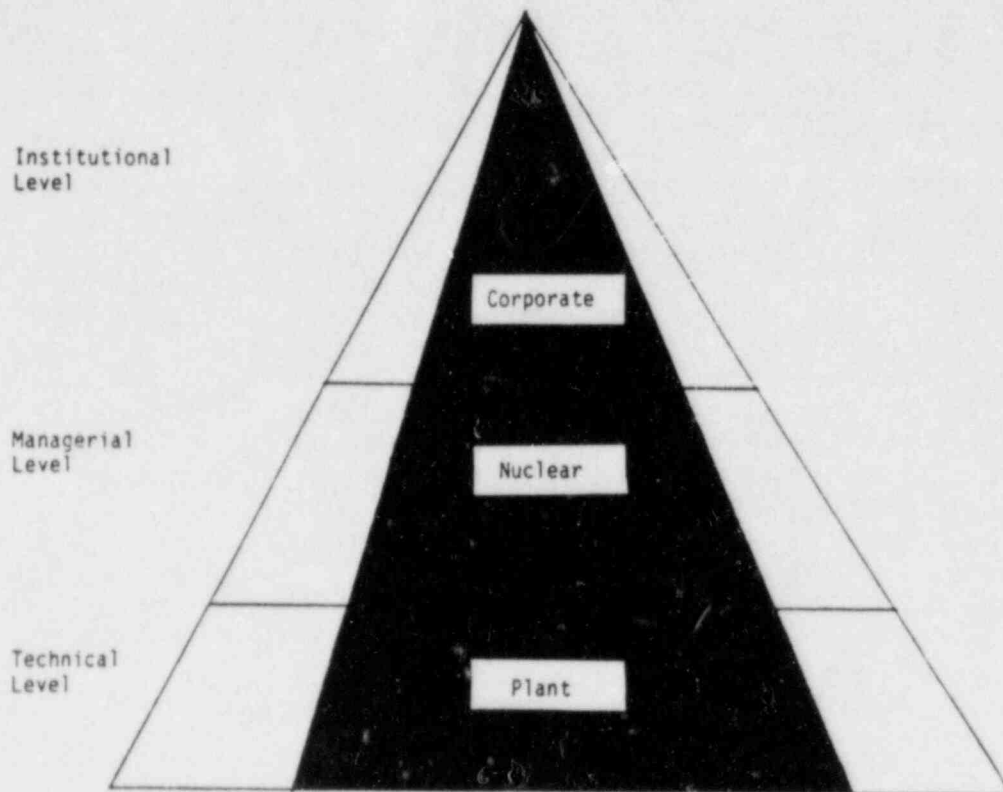 Institutional
Level
Corporate
Managerial
Level
Nuclear
Technical
Level
Plant